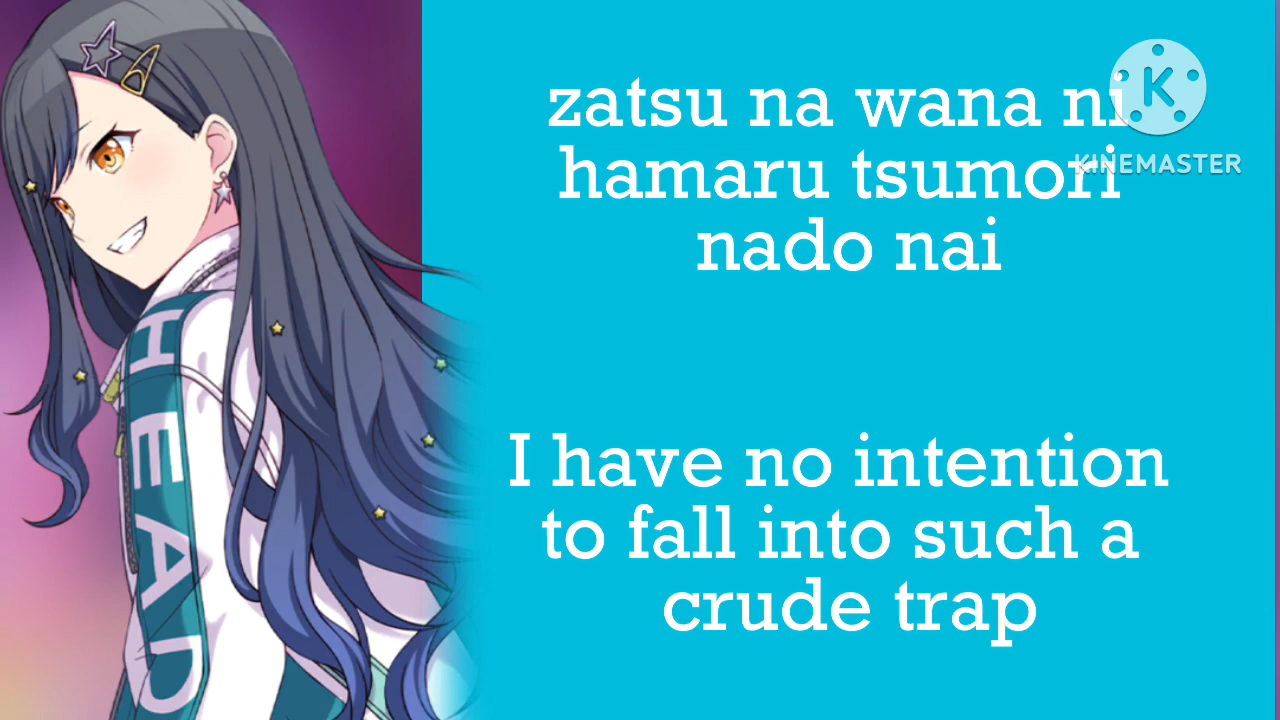 zatsu na wana ni
hamaru tsumori
nado nai
K
KINEMASTER
I have no intention
to fall into such a
crude trap
HEAD